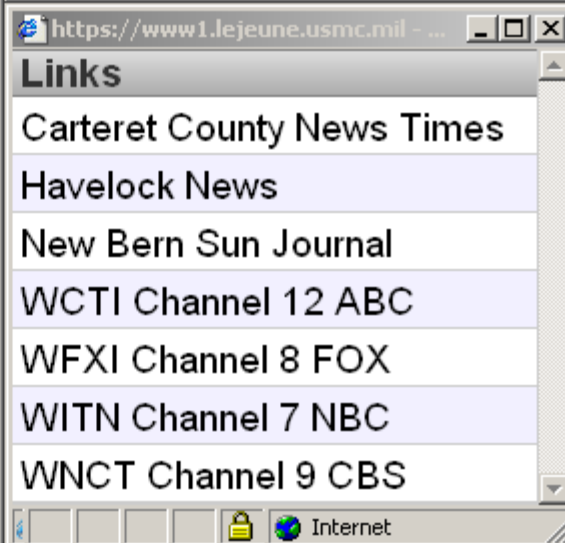 https://www1.lejeune.usmc.mil - ...
Links
Carteret County News Times
Havelock News
New Bern Sun Journal
WCTI Channel 12 ABC
WFXI Channel 8 FOX
WITN Channel 7 NBC
WNCT Channel 9 CBS
Internet